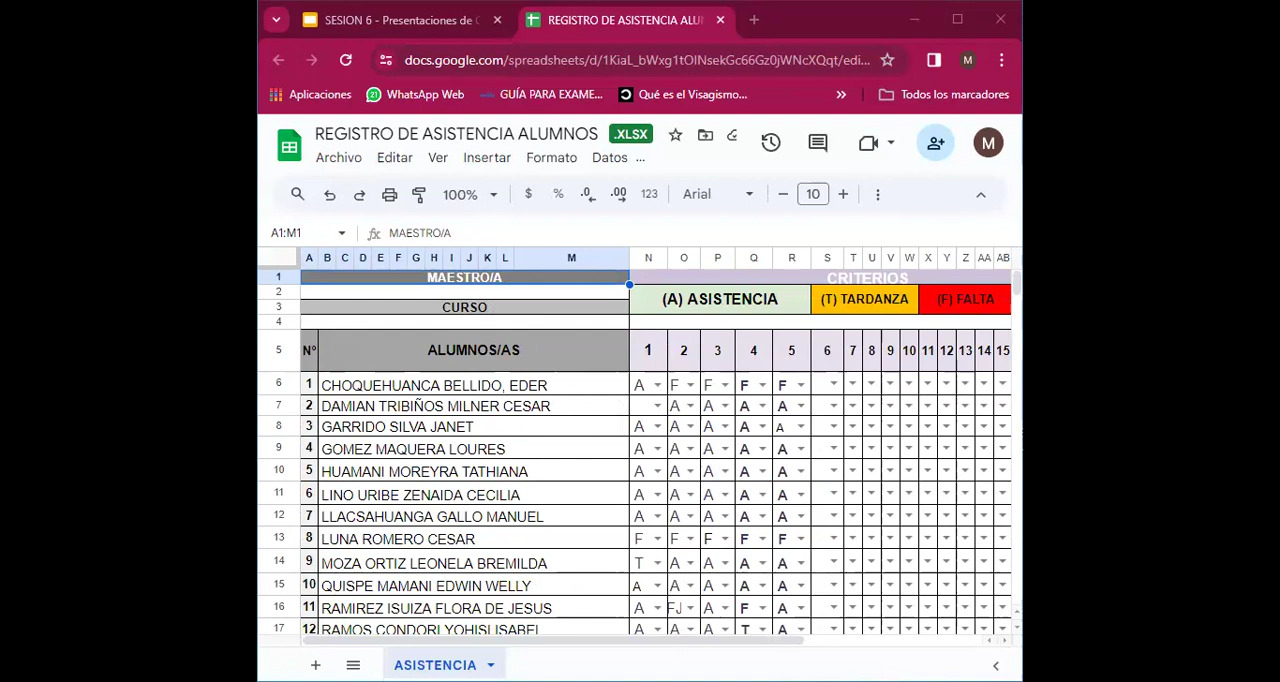 SESION 6 - Presentaciones de
REGISTRO DE ASISTENCIA ALU
docs.google.com/spreadsheets/d/1KiaL_bWxg1tOINsekGc66Gz0jWNcXQqt/edi...
M
Aplicaciones
WhatsApp Web
GUÍA PARA EXAME...
Qué es el Visagismo...
Todos los marcadores
REGISTRO DE ASISTENCIA ALUMNOS .XLSX
M
Archivo Editar Ver Insertar Formato Datos ...
100% $ % .0 .00 123 Arial 10
A1:M1 fx MAESTRO/A
A B C D E F G H I J K L M N O P Q R S T U V W X Y Z AA AB
1 MAESTRO/A CRITERIOS
2 (A) ASISTENCIA (T) TARDANZA (F) FALTA
3 CURSO
4
5 Nº ALUMNOS/AS 1 2 3 4 5 6 7 8 9 10 11 12 13 14 15
6 1 CHOQUEHUANCA BELLIDO, EDER A F F F F
7 2 DAMIAN TRIBIÑOS MILNER CESAR A A A A
8 3 GARRIDO SILVA JANET A A A A A
9 4 GOMEZ MAQUERA LOURES A A A A A
10 5 HUAMANI MOREYRA TATHIANA A A A A A
11 6 LINO URIBE ZENAIDA CECILIA A A A A A
12 7 LLACSAHUANGA GALLO MANUEL A A A A A
13 8 LUNA ROMERO CESAR F F F F F
14 9 MOZA ORTIZ LEONELA BREMILDA T A A A A
15 10 QUISPE MAMANI EDWIN WELLY A A A A A
16 11 RAMIREZ ISUIZA FLORA DE JESUS A FJ A F A
17 12 RAMOS CONDORI YOHISLISABEL A A A T A
ASISTENCIA